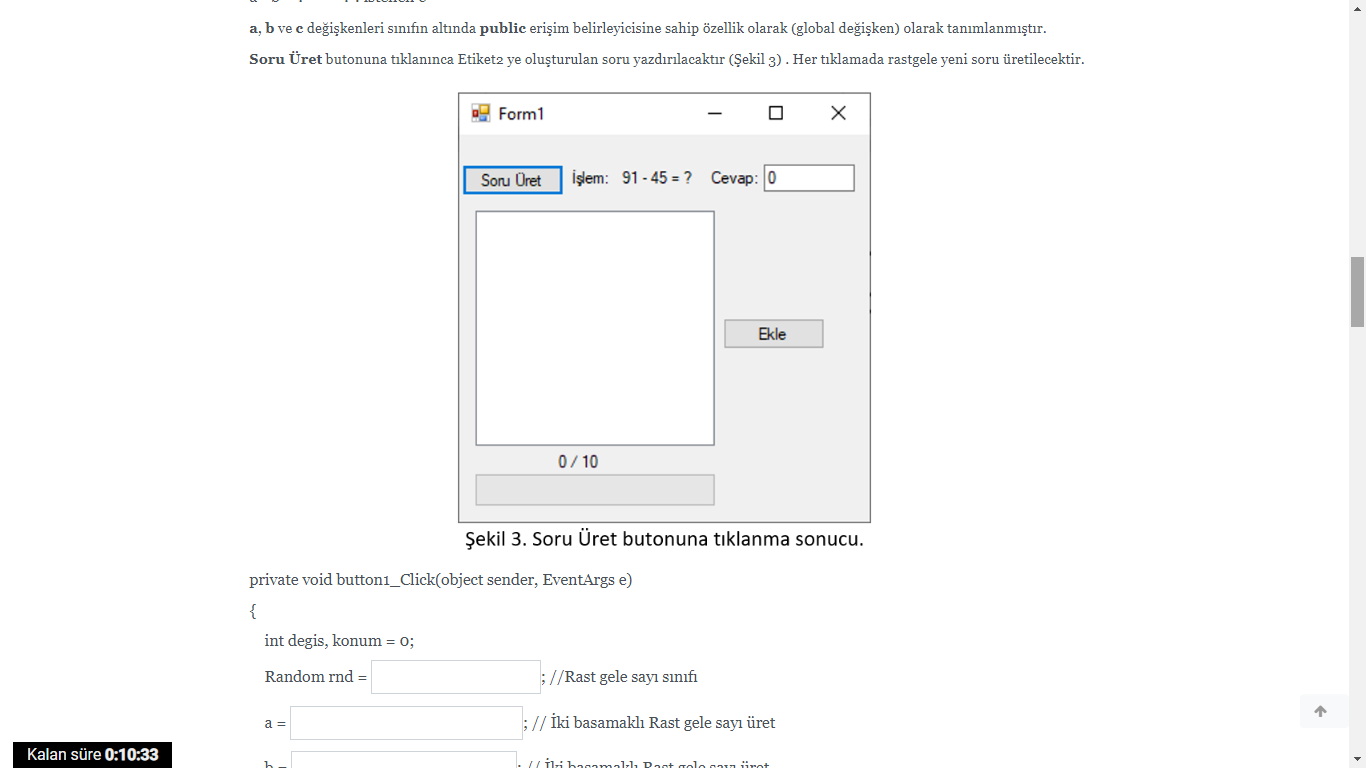 a, b ve c değişkenleri sınıfın altında public erişim belirleyicisine sahip özellik olarak (global değişken) olarak tanımlanmıştır.
Soru Üret butonuna tıklanınca Etiket2 ye oluşturulan soru yazdırılacaktır (Şekil 3) . Her tıklamada rastgele yeni soru üretilecektir.
Form1
Soru Üret İşlem: 91 - 45 = ? Cevap: 0
Ekle
0 / 10
Şekil 3. Soru Üret butonuna tıklanma sonucu.
private void button1_Click(object sender, EventArgs e)
{
int degis, konum = 0;
Random rnd = ; //Rast gele sayı sınıfı
a = ; // İki basamaklı Rast gele sayı üret
b = ; // İki basamaklı Rast gele sayı üret
Kalan süre 0:10:33